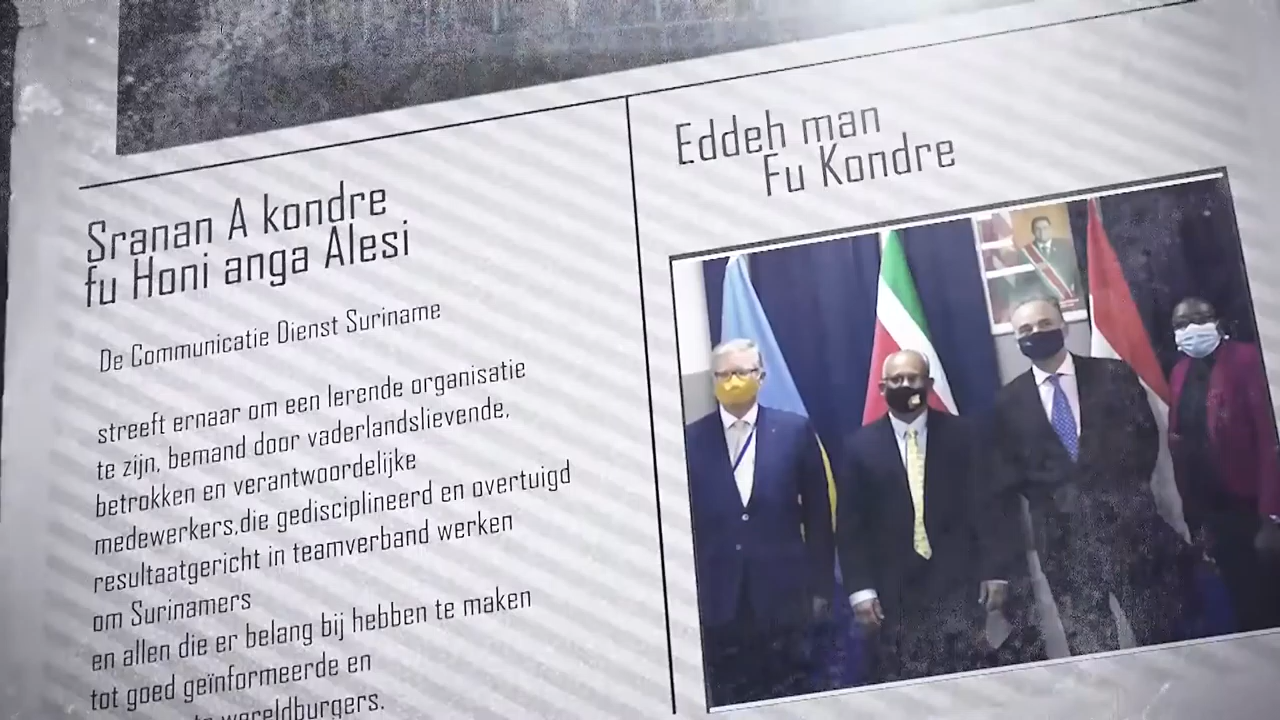 Sranan A kondre
fu Honi anga Alesi
De Communicatie Dienst Suriname
streeft ernaar om een lerende organisatie
te zijn, bemand door vaderlandslievende,
betrokken en verantwoordelijke
medewerkers,die gedisciplineerd en overtuigd
resultaatgericht in teamverband werken
om Surinamers
en allen die er belang bij hebben te maken
tot goed geïnformeerde en
wereldburgers.
Eddeh man
Fu Kondre